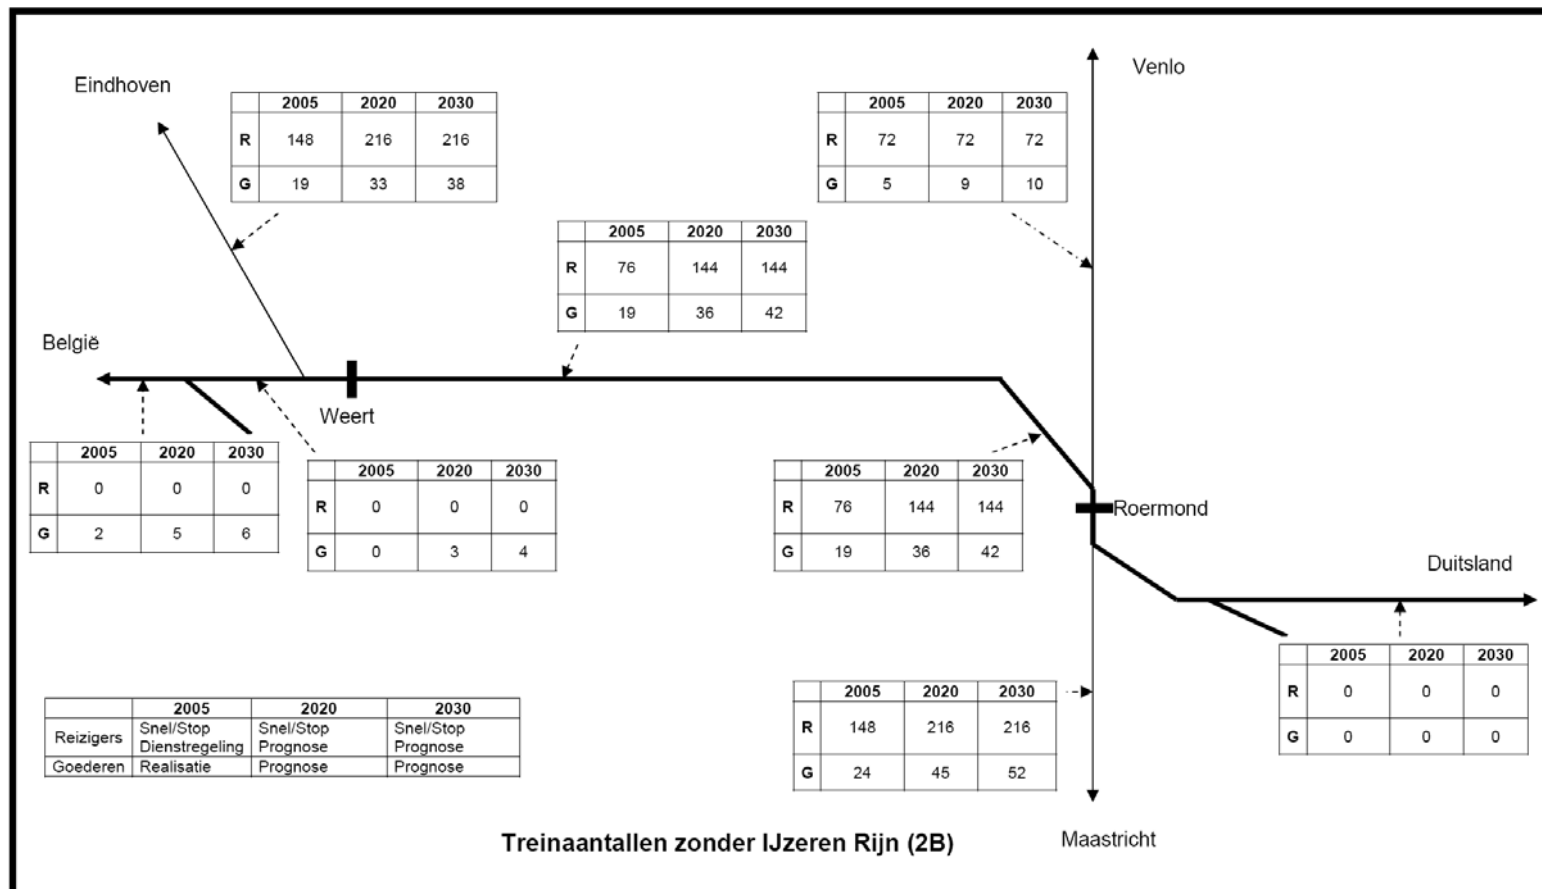 Eindhoven
2005 2020 2030
R 148 216 216
G 19 33 38
2005 2020 2030
R 72 72 72
G 5 9 10
Venlo
2005 2020 2030
R 76 144 144
G 19 36 42
België
Weert
2005 2020 2030
R 0 0 0
G 2 5 6
2005 2020 2030
R 0 0 0
G 0 3 4
2005 2020 2030
R 76 144 144
G 19 36 42
Roermond
Duitsland
2005 2020 2030
R 0 0 0
G 0 0 0
2005 2020 2030
R 148 216 216
G 24 45 52
2005 2020 2030
Reizigers Snel/Stop Snel/Stop Snel/Stop
Dienstregeling Prognose Prognose
Goederen Realisatie Prognose Prognose
Treinaantallen zonder IJzeren Rijn (2B)
Maastricht